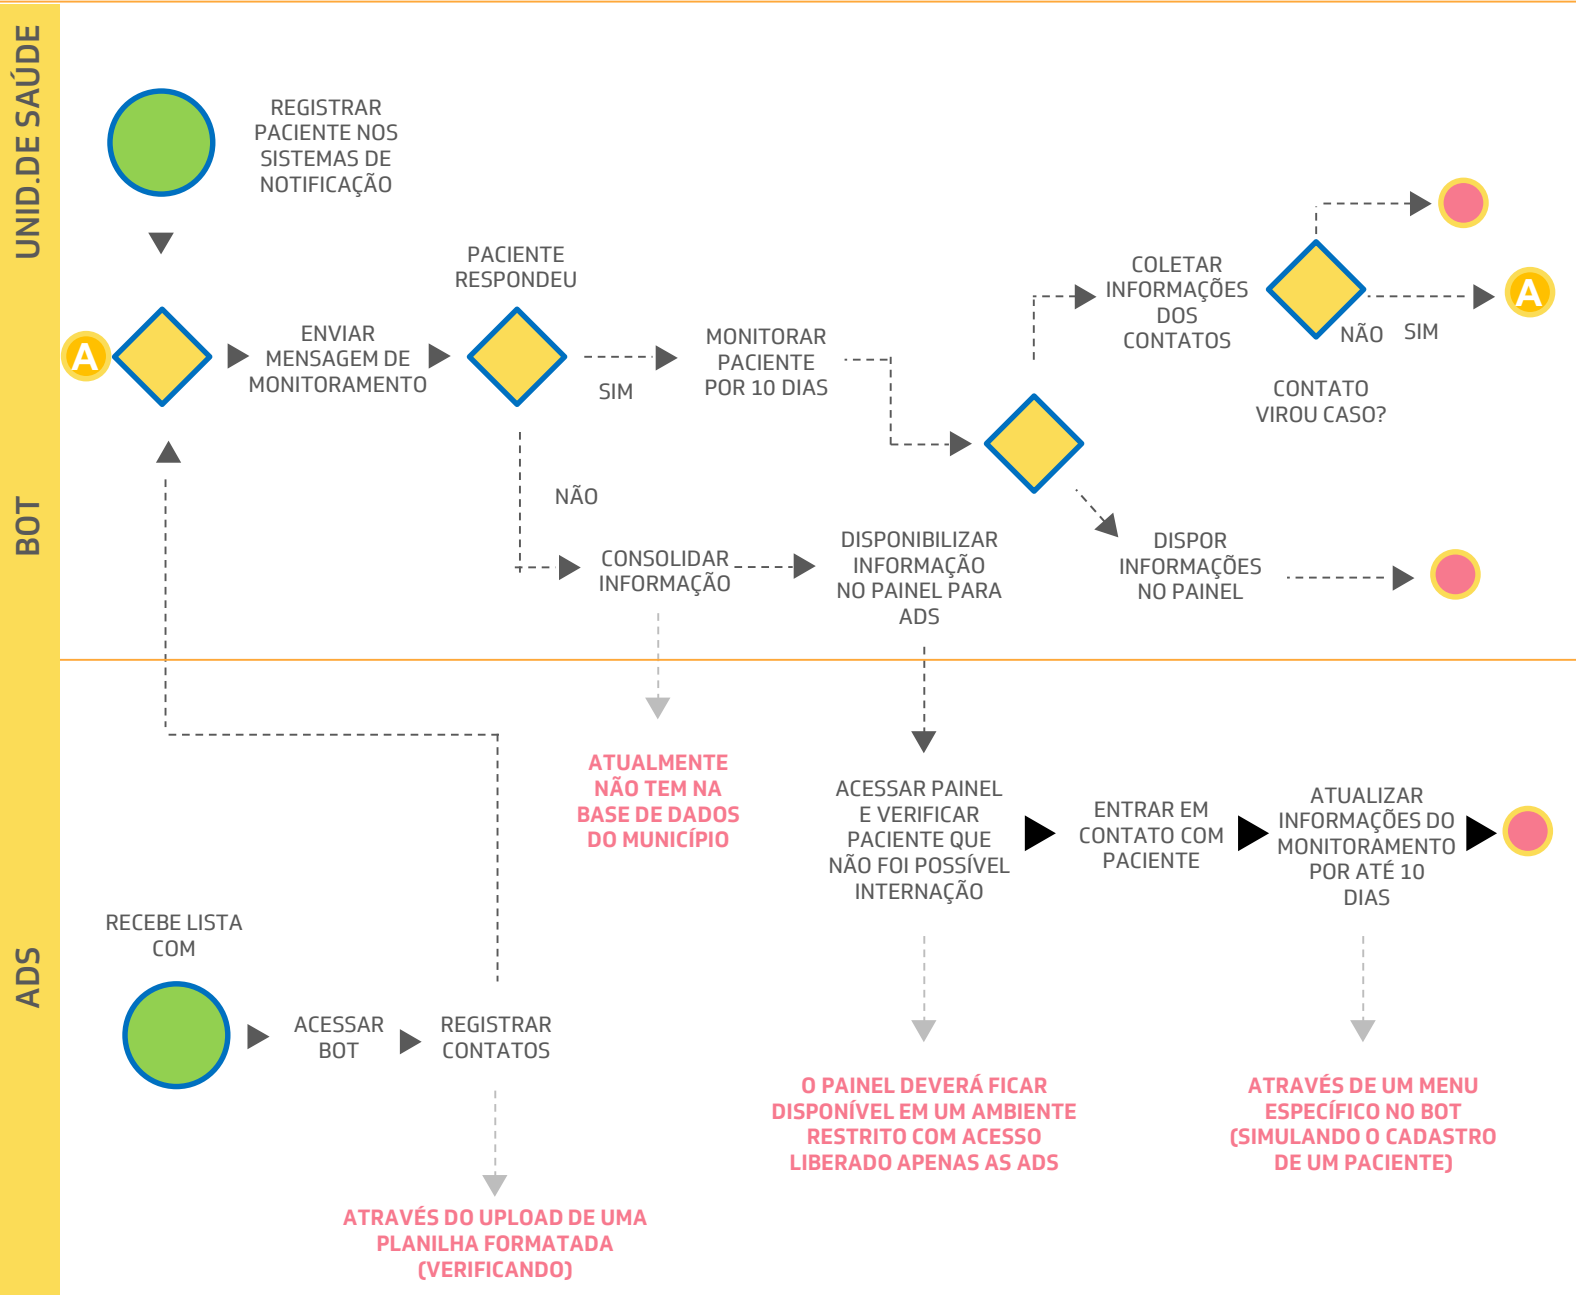 UNID.DE SAÚDE
REGISTRAR
PACIENTE NOS
SISTEMAS DE
NOTIFICAÇÃO
A
ENVIAR
MENSAGEM DE
MONITORAMENTO
PACIENTE
RESPONDEU
SIM
MONITORAR
PACIENTE
POR 10 DIAS
COLETAR
INFORMAÇÕES
DOS
CONTATOS
NÃO
SIM
A
CONTATO
VIROU CASO?
BOT
NÃO
CONSOLIDAR
INFORMAÇÃO
DISPONIBILIZAR
INFORMAÇÃO
NO PAINEL PARA
ADS
DISPOR
INFORMAÇÕES
NO PAINEL
ATUALMENTE
NÃO TEM NA
BASE DE DADOS
DO MUNICÍPIO
ACESSAR PAINEL
E VERIFICAR
PACIENTE QUE
NÃO FOI POSSÍVEL
INTERNAÇÃO
ENTRAR EM
CONTATO COM
PACIENTE
ATUALIZAR
INFORMAÇÕES DO
MONITORAMENTO
POR ATÉ 10
DIAS
ADS
RECEBE LISTA
COM
ACESSAR
BOT
REGISTRAR
CONTATOS
O PAINEL DEVERÁ FICAR
DISPONÍVEL EM UM AMBIENTE
RESTRITO COM ACESSO
LIBERADO APENAS AS ADS
ATRAVÉS DE UM MENU
ESPECÍFICO NO BOT
(SIMULANDO O CADASTRO
DE UM PACIENTE)
ATRAVÉS DO UPLOAD DE UMA
PLANILHA FORMATADA
(VERIFICANDO)